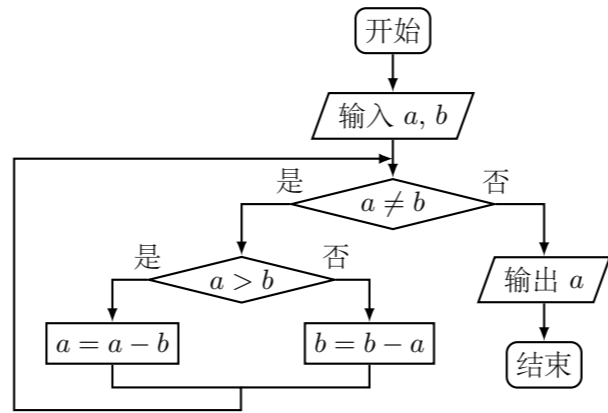 开始
输入 a, b
是
否
a ≠ b
是
否
a > b
输出 a
a = a − b
b = b − a
结束